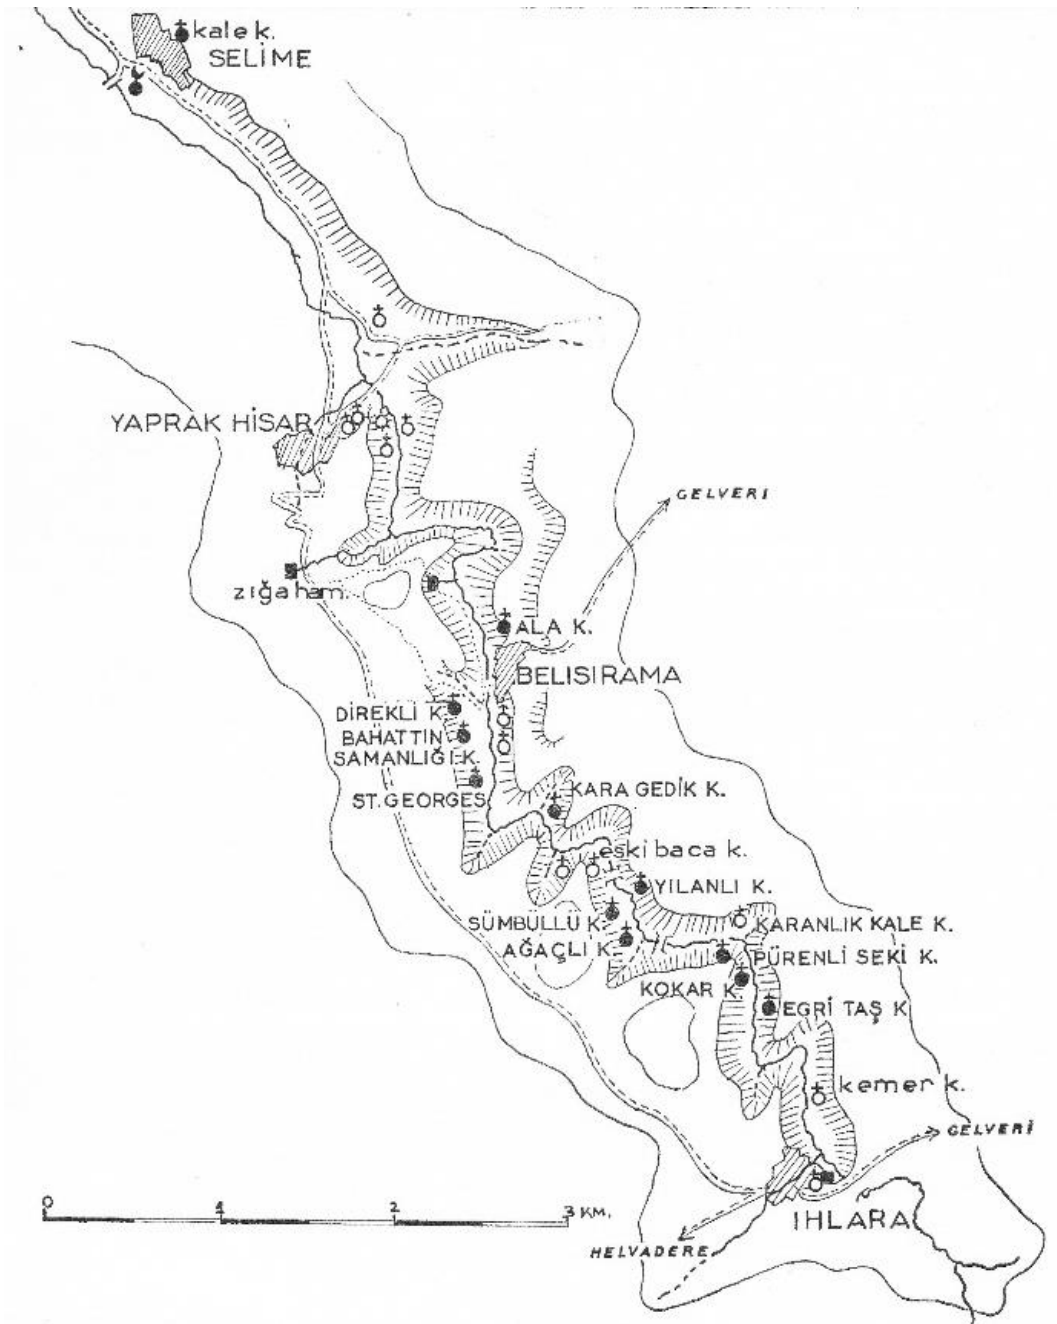 kale k.
SELİME
YAPRAK HİSAR
GELVERİ
zığaham.
ALA K.
BELISIRAMA
DİREKLİ K.
BAHATTIN
SAMANLIĞI K.
ST. GEORGES
KARA GEDİK K.
eski baca k.
YILANLI K.
SÜMBÜLLÜ K.
KARANLIK KALE K.
AĞAÇLI K.
PÜRENLİ SEKİ K.
KOKAR K.
EGRİ TAŞ K
kemer k.
GELVERİ
0 1 2 3 KM.
IHLARA
HELVADERE